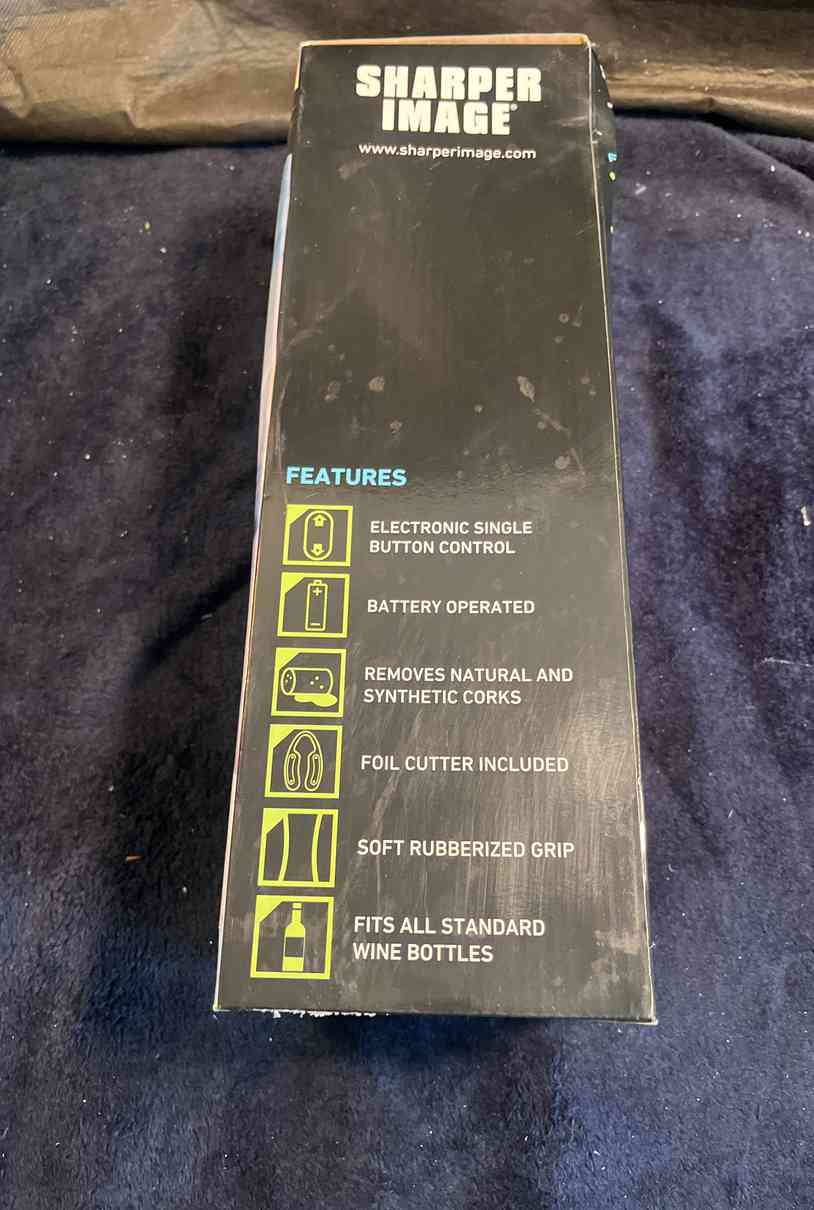 SHARPER
IMAGE®
www.sharperimage.com
FEATURES
ELECTRONIC SINGLE
BUTTON CONTROL
BATTERY OPERATED
REMOVES NATURAL AND
SYNTHETIC CORKS
FOIL CUTTER INCLUDED
SOFT RUBBERIZED GRIP
FITS ALL STANDARD
WINE BOTTLES